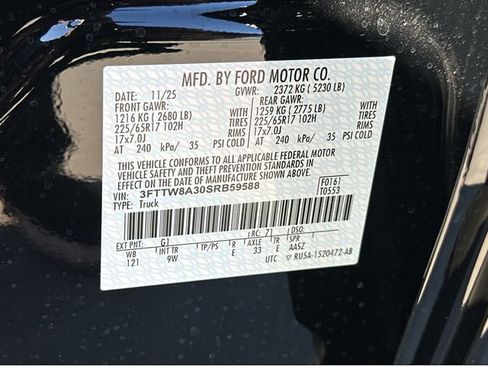 MFD. BY FORD MOTOR CO.
DATE: 11/25 GVWR: 2372 KG ( 5230 LB)
FRONT GAWR: REAR GAWR:
1216 KG ( 2680 LB) WITH 1259 KG ( 2775 LB) WITH
225/65R17 102H TIRES 225/65R17 102H TIRES
17x7.0J RIMS 17x7.0J RIMS
AT 240 kPa/ 35 PSI COLD AT 240 kPa/ 35 PSI COLD
THIS VEHICLE CONFORMS TO ALL APPLICABLE FEDERAL MOTOR
VEHICLE SAFETY AND THEFT PREVENTION STANDARDS IN EFFECT ON
THE DATE OF MANUFACTURE SHOWN ABOVE.
VIN: 3FTTW8A30SRB59588 F0161
TYPE: Truck T0553
EXT PNT: G1 RC: 71 DSO:
WB INT TR TP/PS R AXLE TR SPR
121 9W E 33 E AASZ
UTC RU5A-1520472-AB